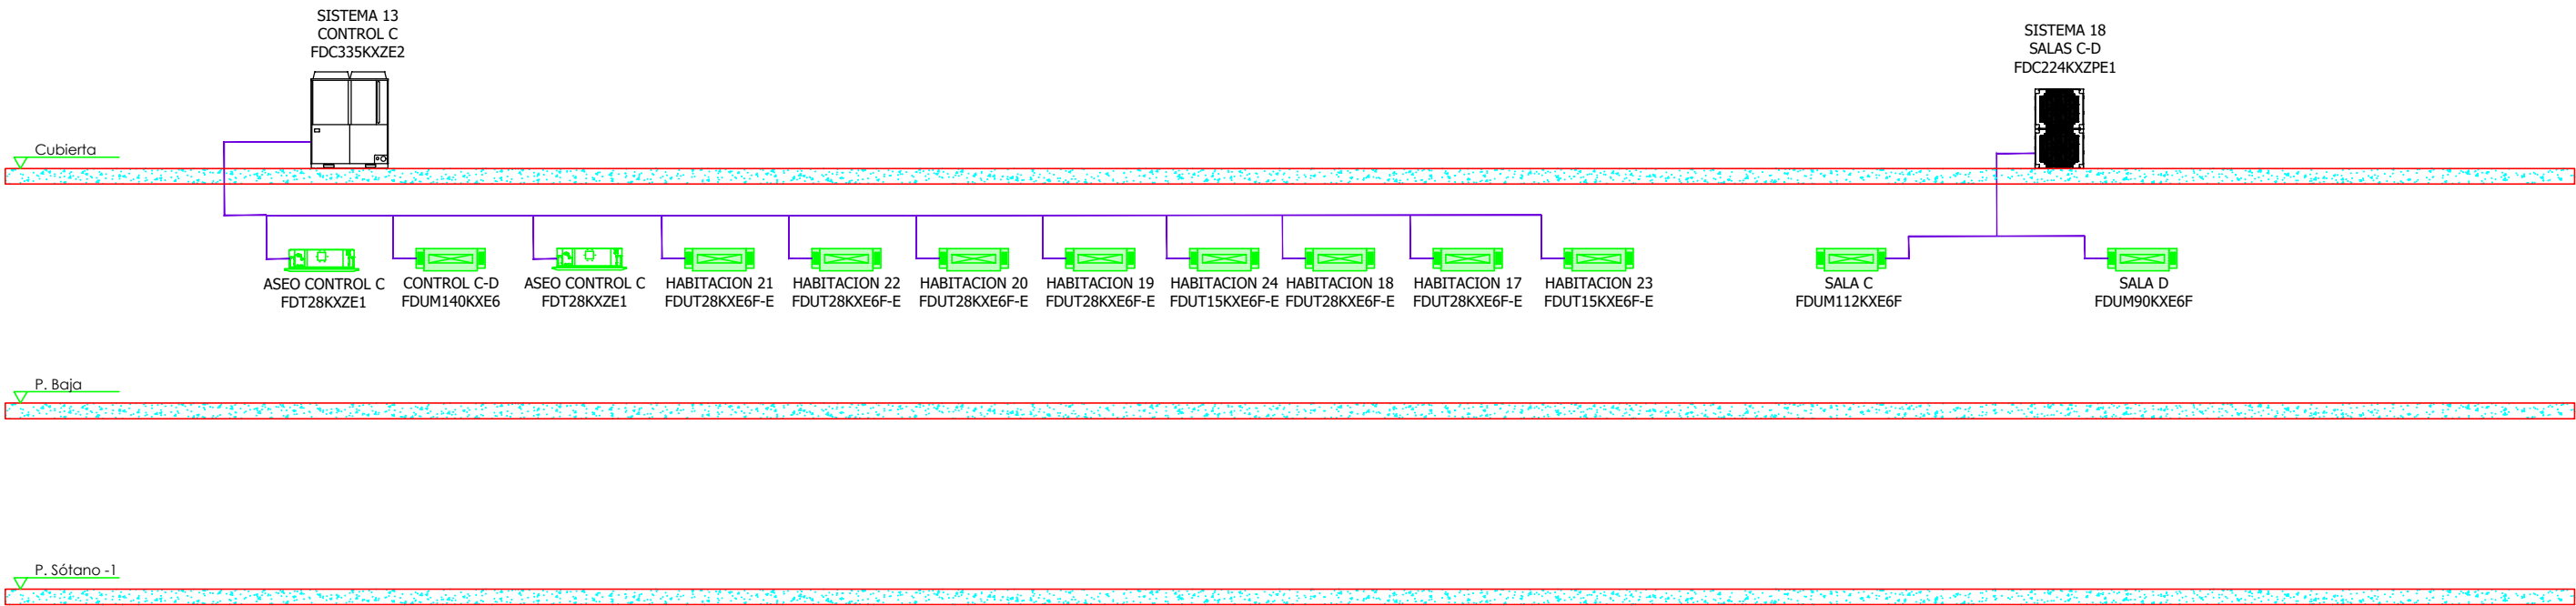 SISTEMA 13
CONTROL C
FDC335KXZE2
SISTEMA 18
SALAS C-D
FDC224KXZPE1
Cubierta
ASEO CONTROL C
FDT28KXZE1
CONTROL C-D
FDUM140KXE6
ASEO CONTROL C
FDT28KXZE1
HABITACION 21
FDUT28KXE6F-E
HABITACION 22
FDUT28KXE6F-E
HABITACION 20
FDUT28KXE6F-E
HABITACION 19
FDUT28KXE6F-E
HABITACION 24
FDUT15KXE6F-E
HABITACION 18
FDUT28KXE6F-E
HABITACION 17
FDUT28KXE6F-E
HABITACION 23
FDUT15KXE6F-E
SALA C
FDUM112KXE6F
SALA D
FDUM90KXE6F
P. Baja
P. Sótano -1